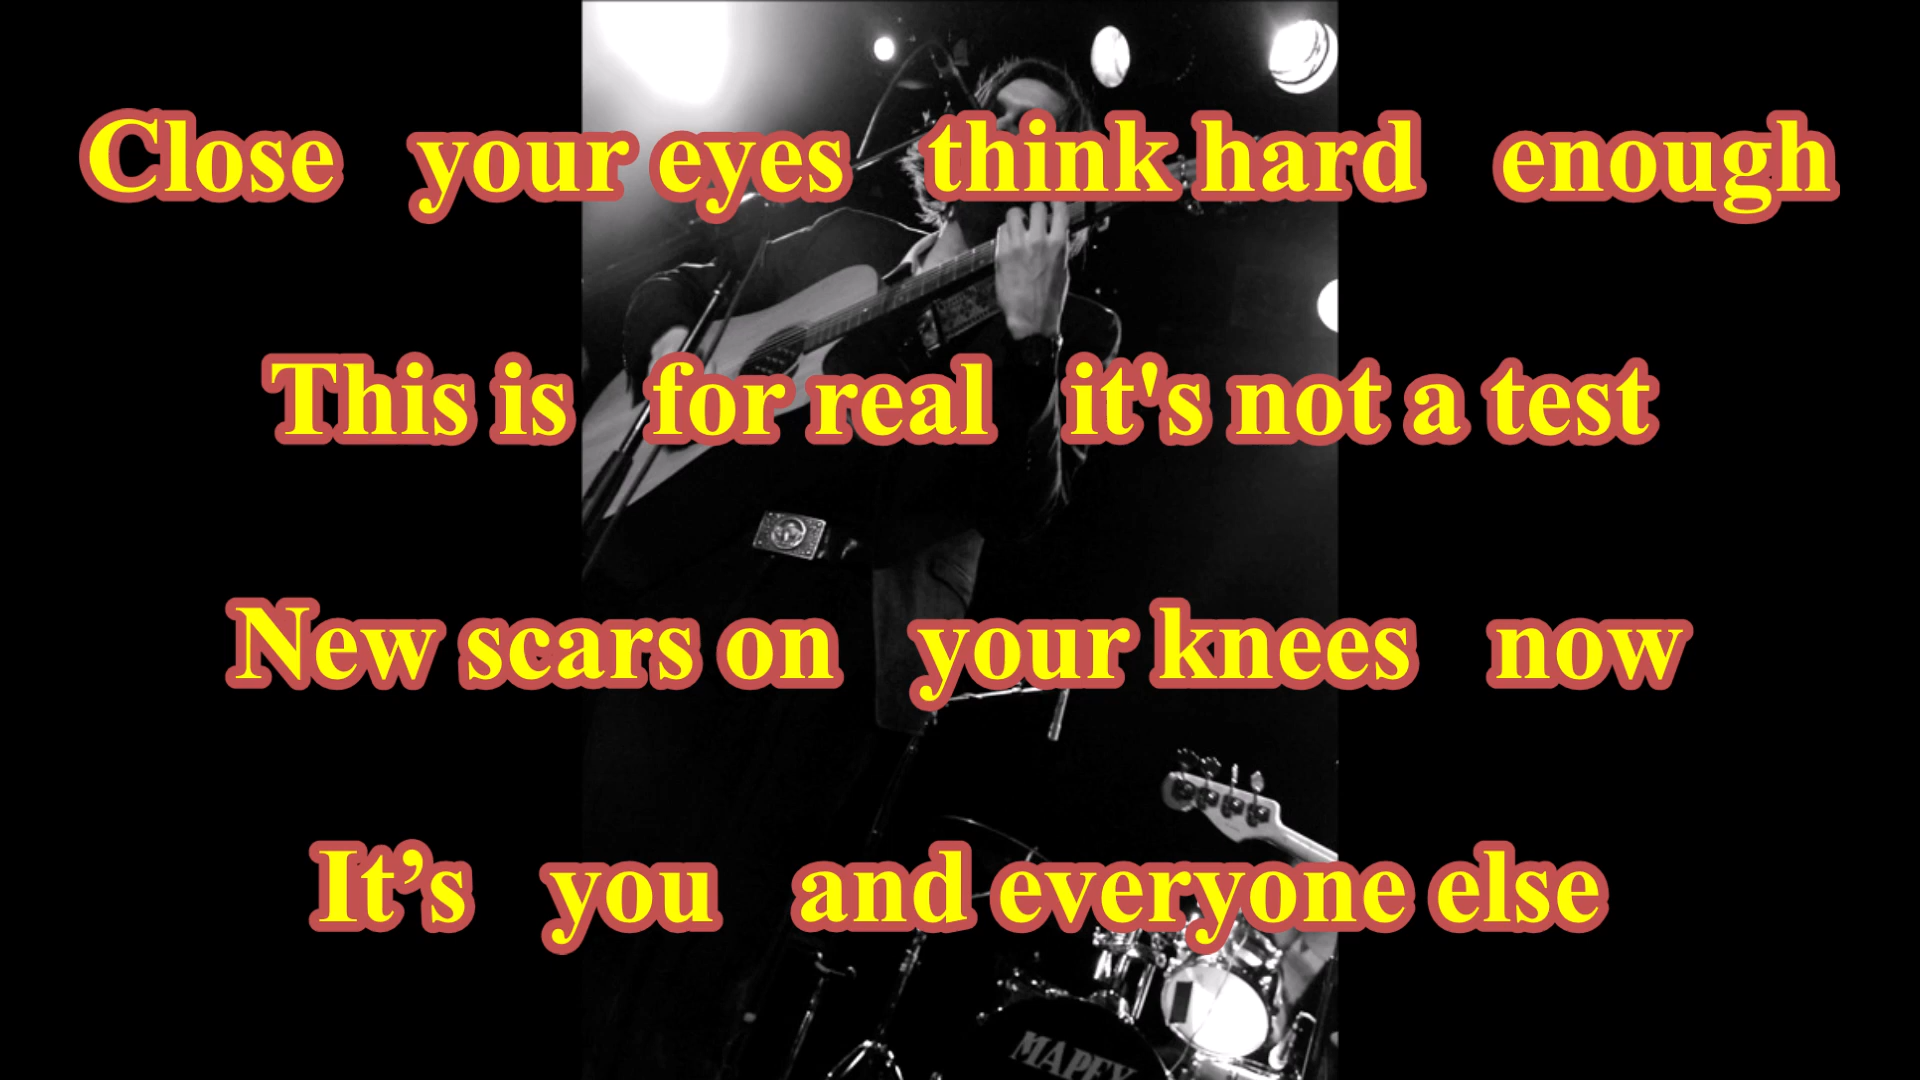 Close your eyes think hard enough
This is for real it's not a test
New scars on your knees now
It’s you and everyone else
MAPEX